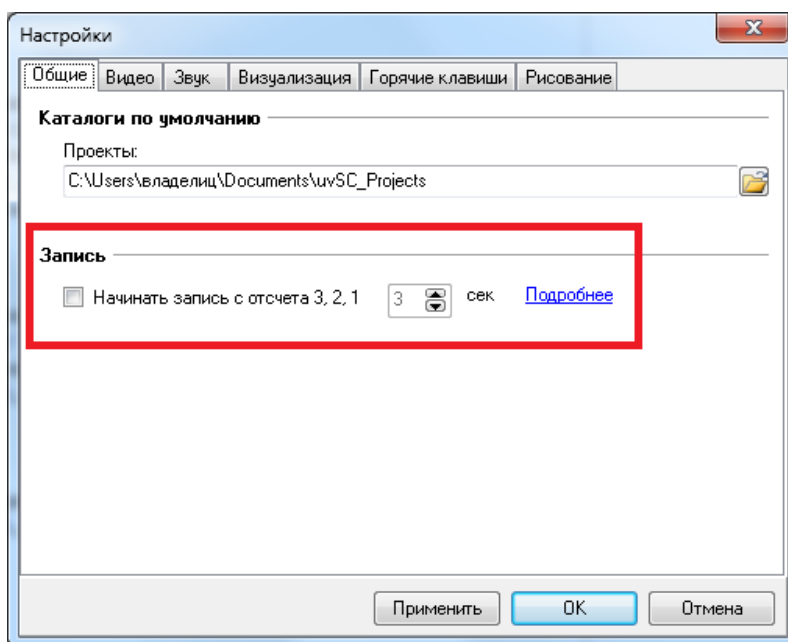 Настройки
Общие Видео Звук Визуализация Горячие клавиши Рисование
Каталоги по умолчанию
Проекты:
C:\Users\владелиц\Documents\uvSC_Projects
Запись
Начинать запись с отсчета 3, 2, 1 3 сек Подробнее
Применить OK Отмена